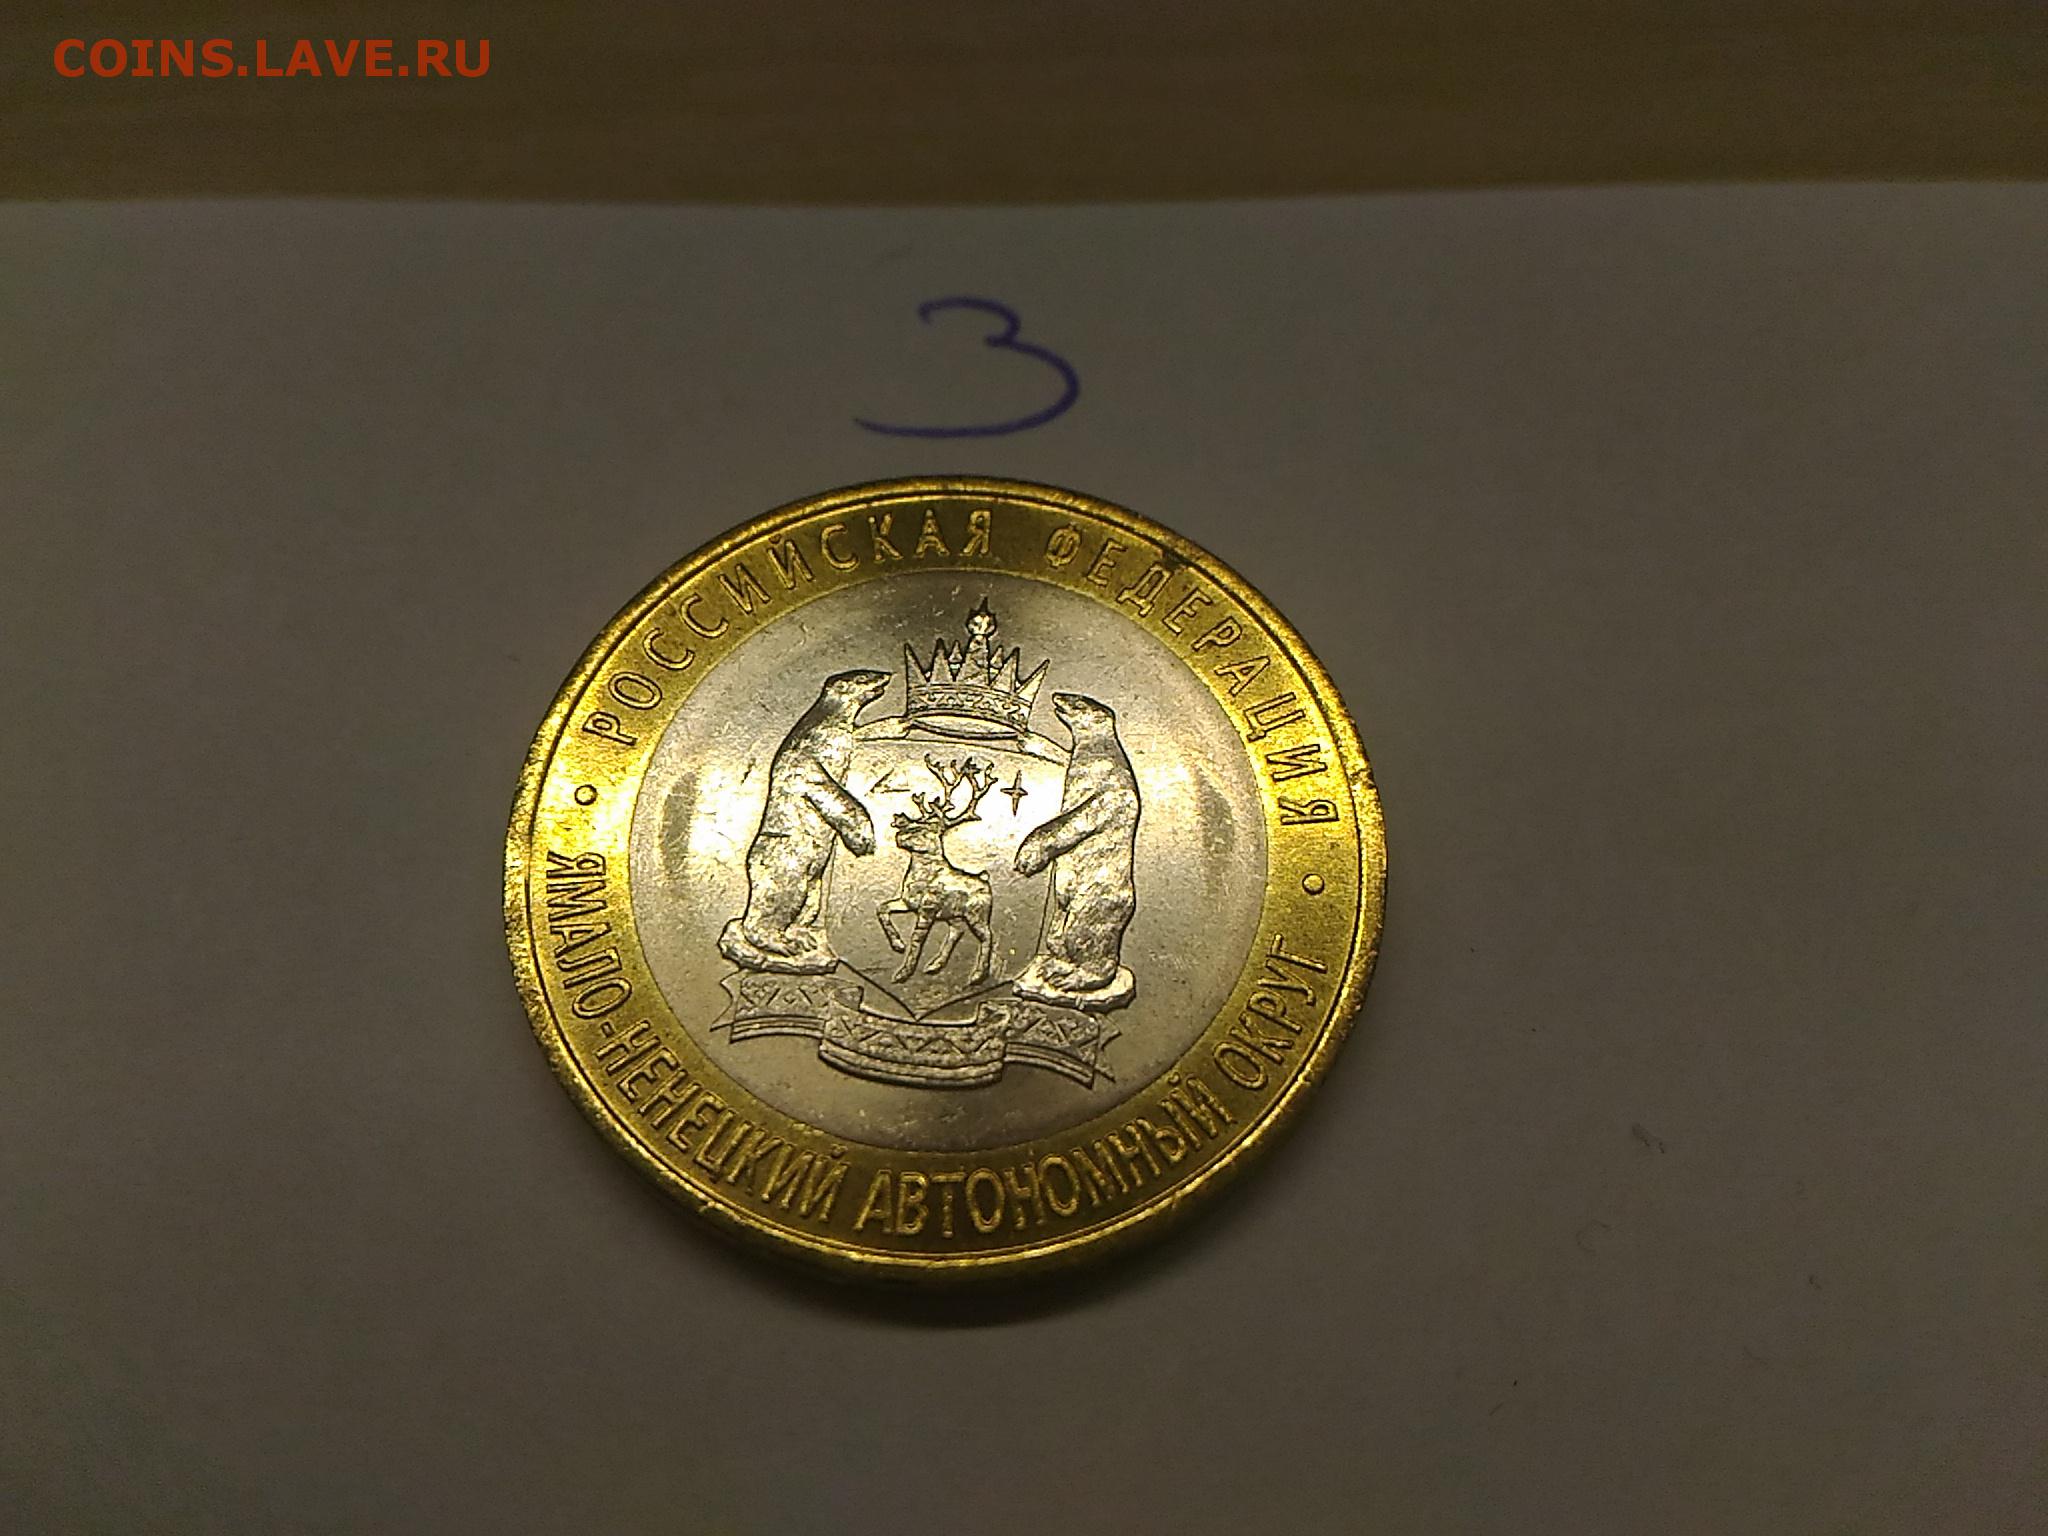 COINS.LAVE.RU
3
• РОССИЙСКАЯ ФЕДЕРАЦИЯ •
ЯМАЛО-НЕНЕЦКИЙ АВТОНОМНЫЙ ОКРУГ